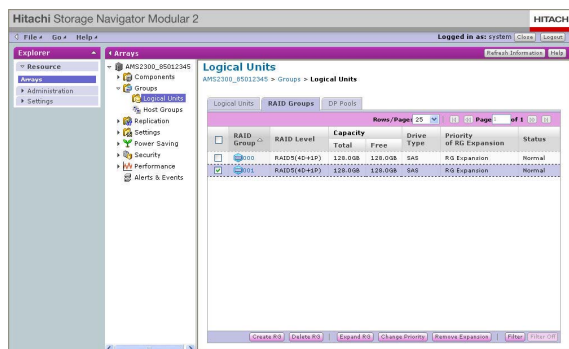 Hitachi Storage Navigator Modular 2
HITACH
File Go Help
Logged in as: system Close Logout
Explorer
Arrays
Refresh Information Help
Resource
Arrays
Administration
Settings
AMS2300_85012345
Components
Groups
Logical Units
Host Groups
Replication
Settings
Power Saving
Security
Performance
Alerts & Events
Logical Units
AMS2300_85012345 > Groups > Logical Units
Logical Units RAID Groups DP Pools
Rows/Page: 25 Page 1 of 1
RAID Group RAID Level Capacity Total Free Drive Type Priority of RG Expansion Status
000 RAID5(4D+1P) 128.0GB 128.0GB SAS RG Expansion Normal
001 RAID5(4D+1P) 128.0GB 128.0GB SAS RG Expansion Normal
Create RG Delete RG Expand RG Change Priority Remove Expansion Filter Filter Off